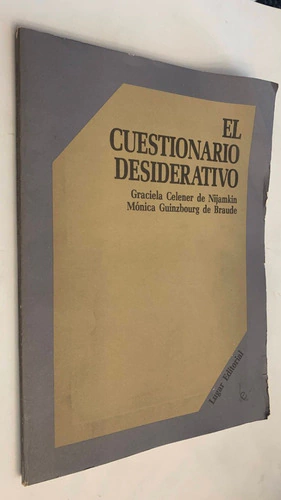 EL
CUESTIONARIO
DESIDERATIVO
Graciela Celener de Nijamkin
Mónica Guinzbourg de Braude
Lugar Editorial